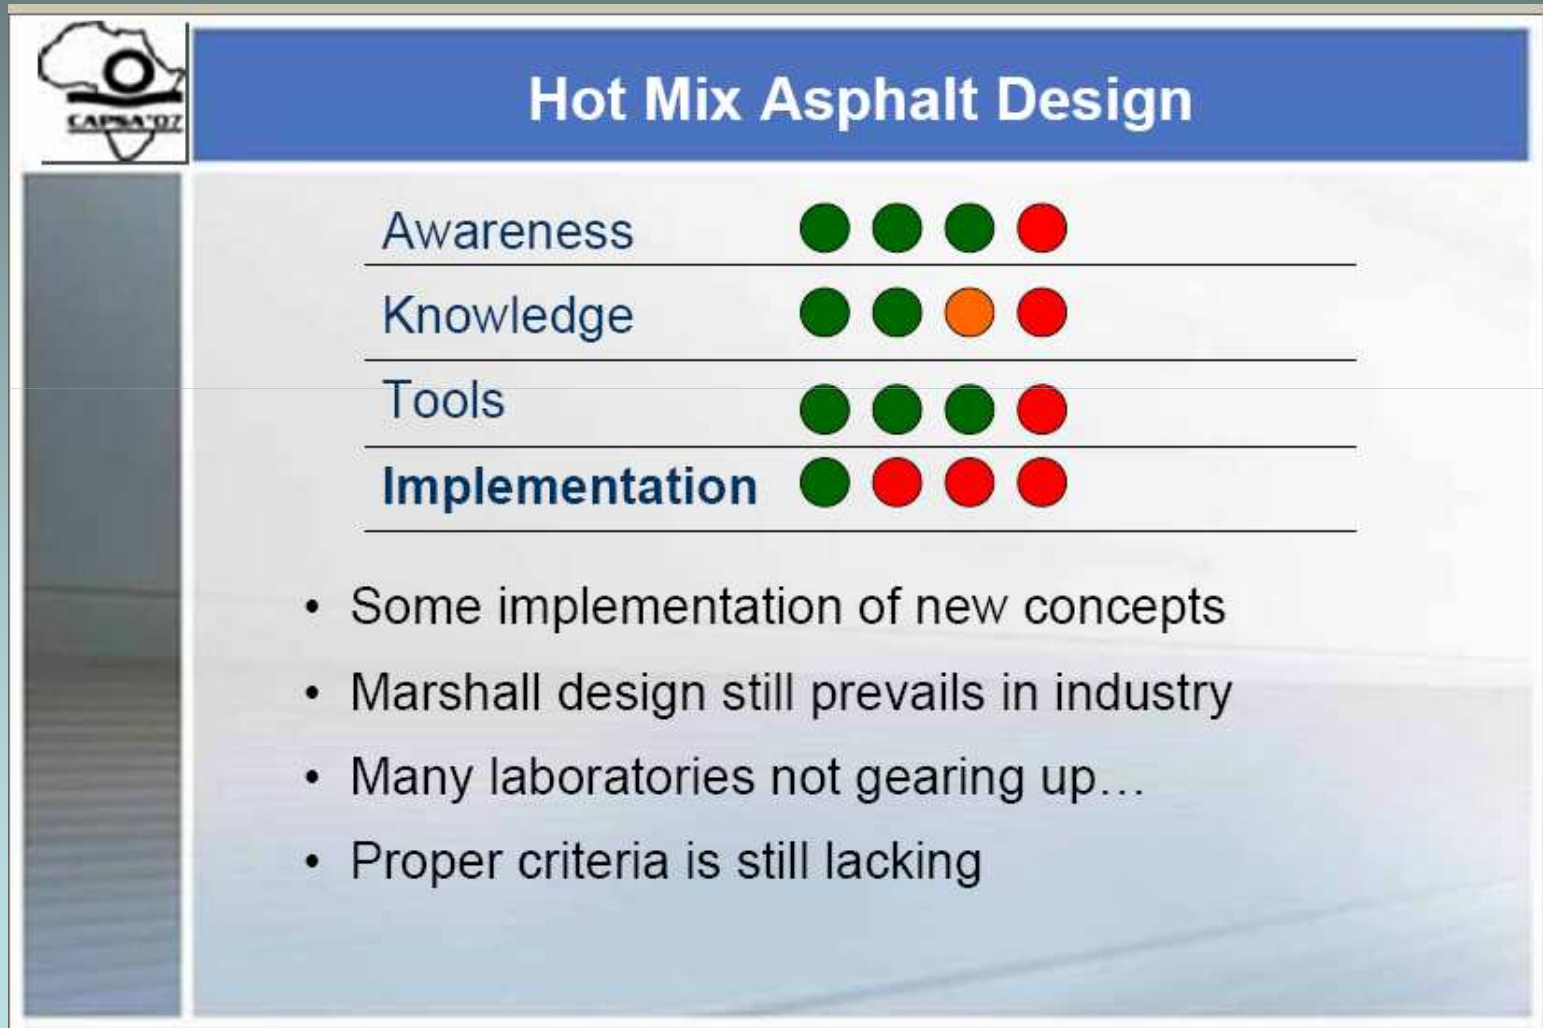 CAPSA'07
Hot Mix Asphalt Design
Awareness
Knowledge
Tools
Implementation
• Some implementation of new concepts
• Marshall design still prevails in industry
• Many laboratories not gearing up…
• Proper criteria is still lacking